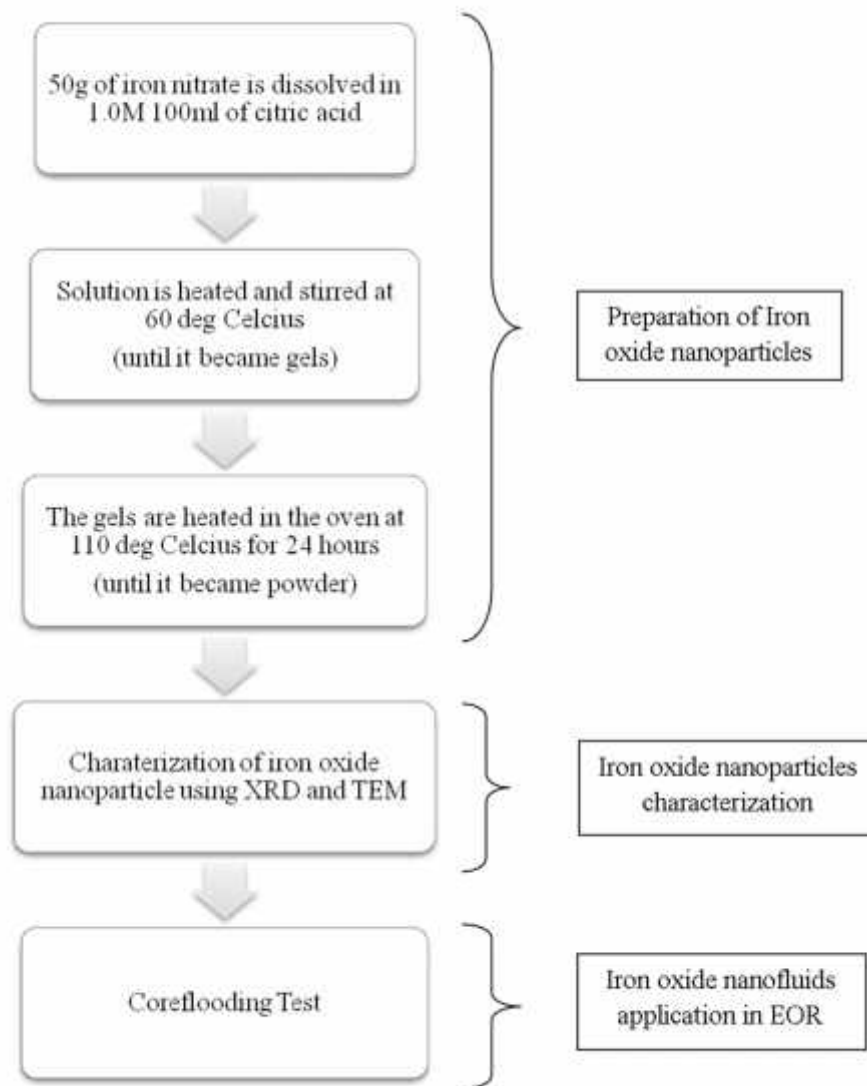 50g of iron nitrate is dissolved in
1.0M 100ml of citric acid
Solution is heated and stirred at
60 deg Celcius
(until it became gels)
The gels are heated in the oven at
110 deg Celcius for 24 hours
(until it became powder)
Preparation of Iron
oxide nanoparticles
Charaterization of iron oxide
nanoparticle using XRD and TEM
Iron oxide nanoparticles
characterization
Coreflooding Test
Iron oxide nanofluids
application in EOR